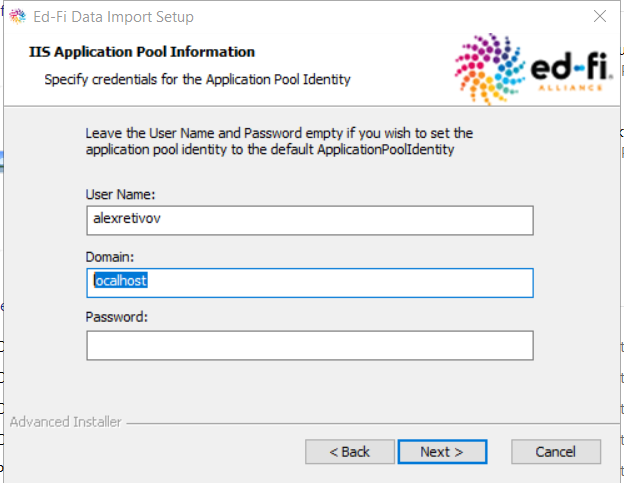 Ed-Fi Data Import Setup
IIS Application Pool Information
Specify credentials for the Application Pool Identity
ed-fi.
ALLIANCE
Leave the User Name and Password empty if you wish to set the
application pool identity to the default ApplicationPoolIdentity
User Name:
alexretivov
Domain:
localhost
Password:
Advanced Installer
< Back
Next >
Cancel